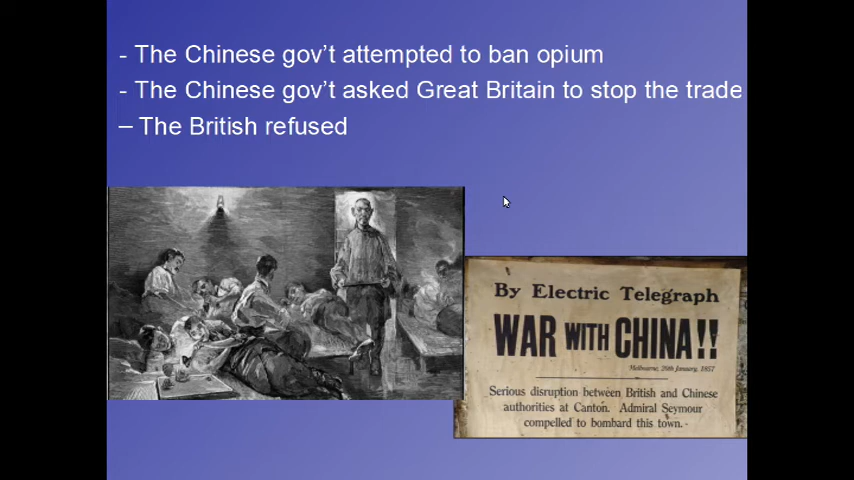 - The Chinese gov't attempted to ban opium
- The Chinese gov't asked Great Britain to stop the trade
– The British refused
By Electric Telegraph
WAR WITH CHINA!!
Melbourne, 20th January, 1857
Serious disruption between British and Chinese
authorities at Canton. Admiral Seymour
compelled to bombard this town.